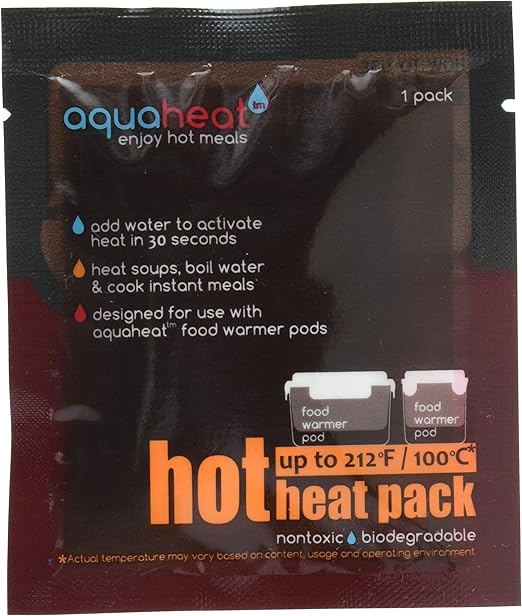 aquaheat tm
enjoy hot meals
1 pack
add water to activate
heat in 30 seconds
heat soups, boil water
& cook instant meals
designed for use with
aquaheat™ food warmer pods
food
warmer
pod
food
warmer
pod
hot
up to 212°F / 100°C*
heat pack
nontoxic biodegradable
*Actual temperature may vary based on content, usage and operating environment.